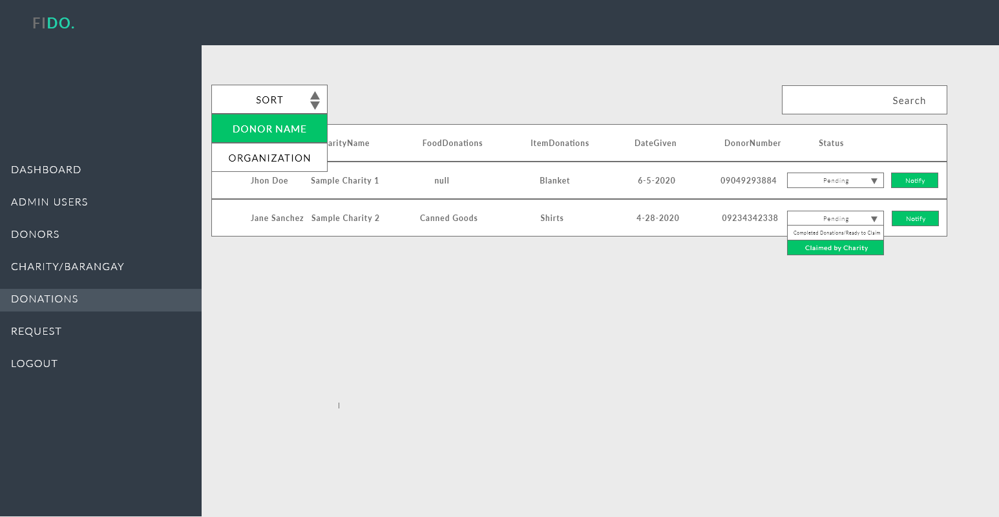 FIDO.
DASHBOARD
ADMIN USERS
DONORS
CHARITY/BARANGAY
DONATIONS
REQUEST
LOGOUT
SORT
DONOR NAME
ORGANIZATION
Search
arityName FoodDonations ItemDonations DateGiven DonorNumber Status
Jhon Doe Sample Charity 1 null Blanket 6-5-2020 09049293884 Pending Notify
Jane Sanchez Sample Charity 2 Canned Goods Shirts 4-28-2020 09234342338 Pending Notify
Completed Donations/Ready to Claim
Claimed by Charity